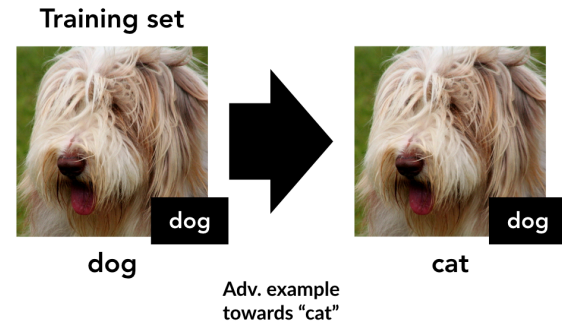 Training set
dog
dog
dog
cat
Adv. example
towards “cat”